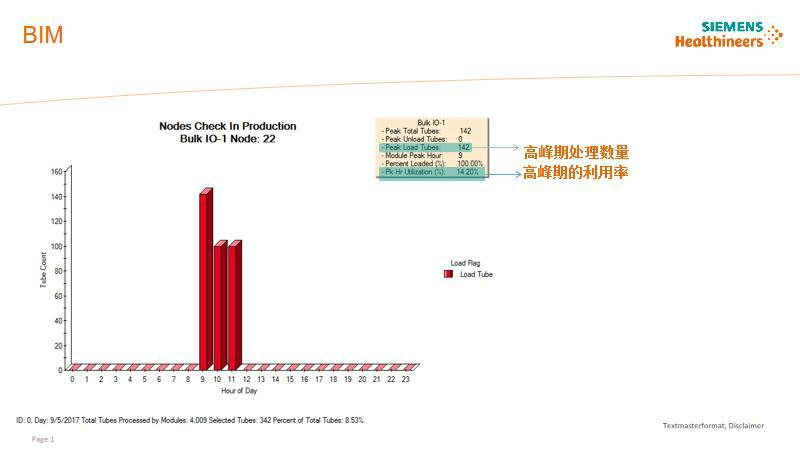 BIM
SIEMENS
Healthineers
Nodes Check In Production
Bulk IO-1 Node: 22
Bulk IO-1
- Peak Total Tubes: 142
- Peak Unload Tubes: 0
- Peak Load Tubes: 142
- Module Peak Hour: 9
- Percent Loaded (%): 100.00%
- Pk Hr Utilization (%): 14.20%
高峰期处理数量
高峰期的利用率
160
140
120
100
80
60
40
20
0
Tube Count
Load Flag
Load Tube
0 1 2 3 4 5 6 7 8 9 10 11 12 13 14 15 16 17 18 19 20 21 22 23
Hour of Day
ID: 0, Day: 9/5/2017 Total Tubes Processed by Modules: 4,009 Selected Tubes: 342 Percent of Total Tubes: 8.53%.
Textmasterformat, Disclaimer
Page 1